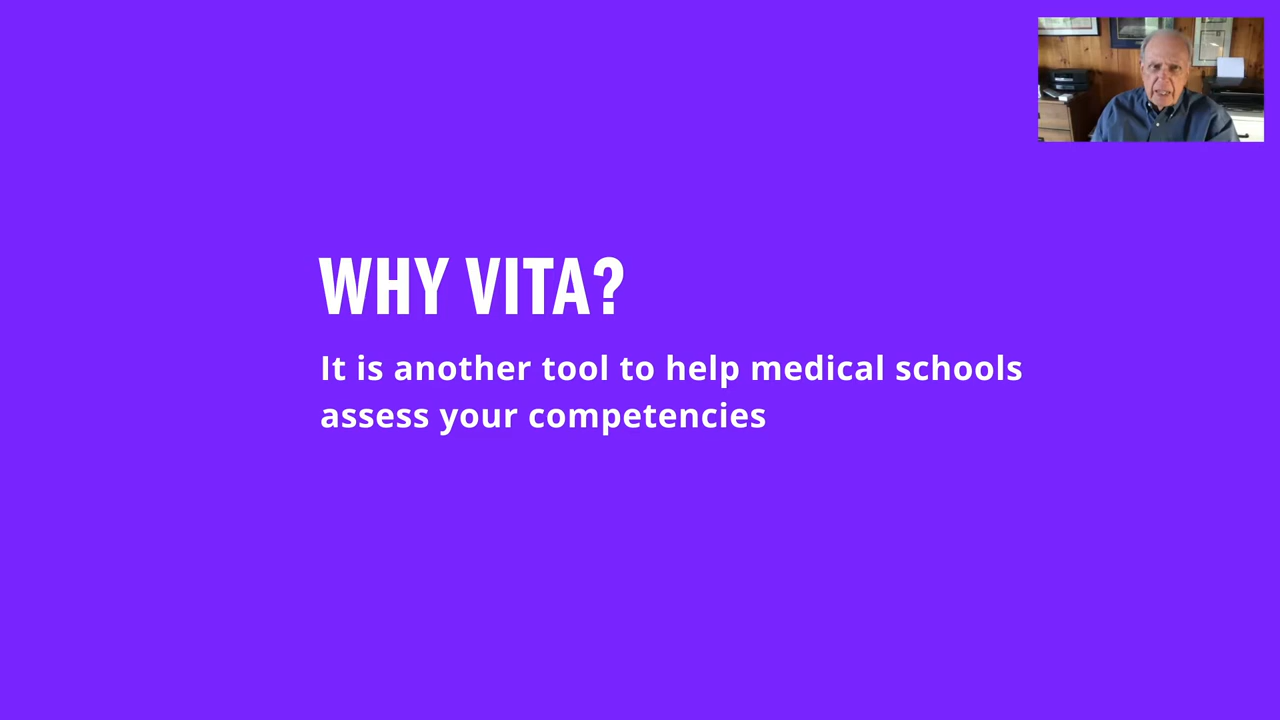 WHY VITA?
It is another tool to help medical schools
assess your competencies